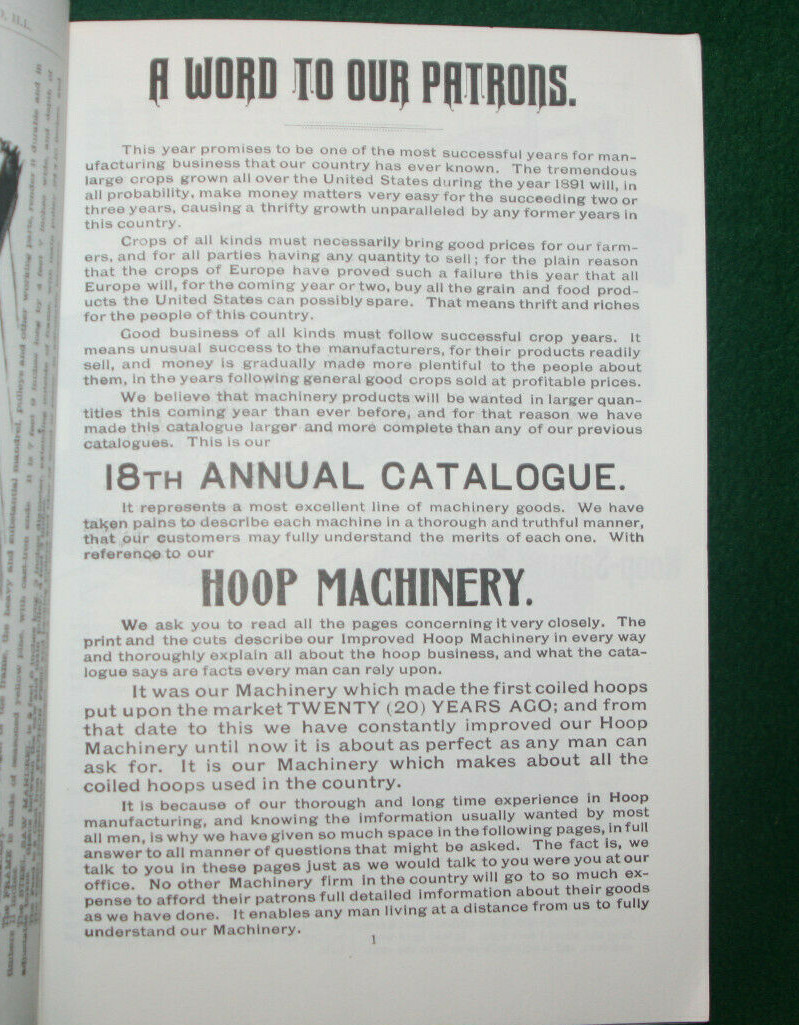 A WORD TO OUR PATRONS.
This year promises to be one of the most successful years for man-
ufacturing business that our country has ever known. The tremendous
large crops grown all over the United States during the year 1891 will, in
all probability, make money matters very easy for the succeeding two or
three years, causing a thrifty growth unparalleled by any former years in
this country.
Crops of all kinds must necessarily bring good prices for our farm-
ers, and for all parties having any quantity to sell; for the plain reason
that the crops of Europe have proved such a failure this year that all
Europe will, for the coming year or two, buy all the grain and food prod-
ucts the United States can possibly spare. That means thrift and riches
for the people of this country.
Good business of all kinds must follow successful crop years. It
means unusual success to the manufacturers, for their products readily
sell, and money is gradually made more plentiful to the people about
them, in the years following general good crops sold at profitable prices.
We believe that machinery products will be wanted in larger quan-
tities this coming year than ever before, and for that reason we have
made this catalogue larger and more complete than any of our previous
catalogues. This is our
18TH ANNUAL CATALOGUE.
It represents a most excellent line of machinery goods. We have
taken pains to describe each machine in a thorough and truthful manner,
that our customers may fully understand the merits of each one. With
reference to our
HOOP MACHINERY.
We ask you to read all the pages concerning it very closely. The
print and the cuts describe our Improved Hoop Machinery in every way
and thoroughly explain all about the hoop business, and what the cata-
logue says are facts every man can rely upon.
It was our Machinery which made the first coiled hoops
put upon the market TWENTY (20) YEARS AGO; and from
that date to this we have constantly improved our Hoop
Machinery until now it is about as perfect as any man can
ask for. It is our Machinery which makes about all the
coiled hoops used in the country.
It is because of our thorough and long time experience in Hoop
manufacturing, and knowing the imformation usually wanted by most
all men, is why we have given so much space in the following pages, in full
answer to all manner of questions that might be asked. The fact is, we
talk to you in these pages just as we would talk to you were you at our
office. No other Machinery firm in the country will go to so much ex-
pense to afford their patrons full detailed imformation about their goods
as we have done. It enables any man living at a distance from us to fully
understand our Machinery.
1